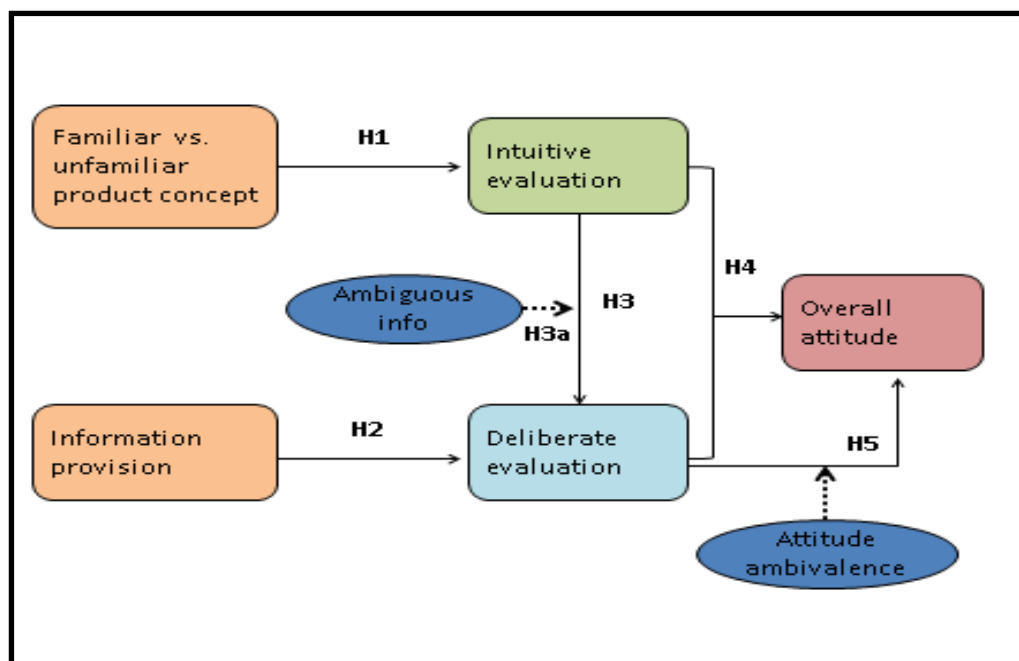 Familiar vs.
unfamiliar
product concept
H1
Intuitive
evaluation
Ambiguous
info
H3a
H3
H4
Overall
attitude
Information
provision
H2
Deliberate
evaluation
H5
Attitude
ambivalence